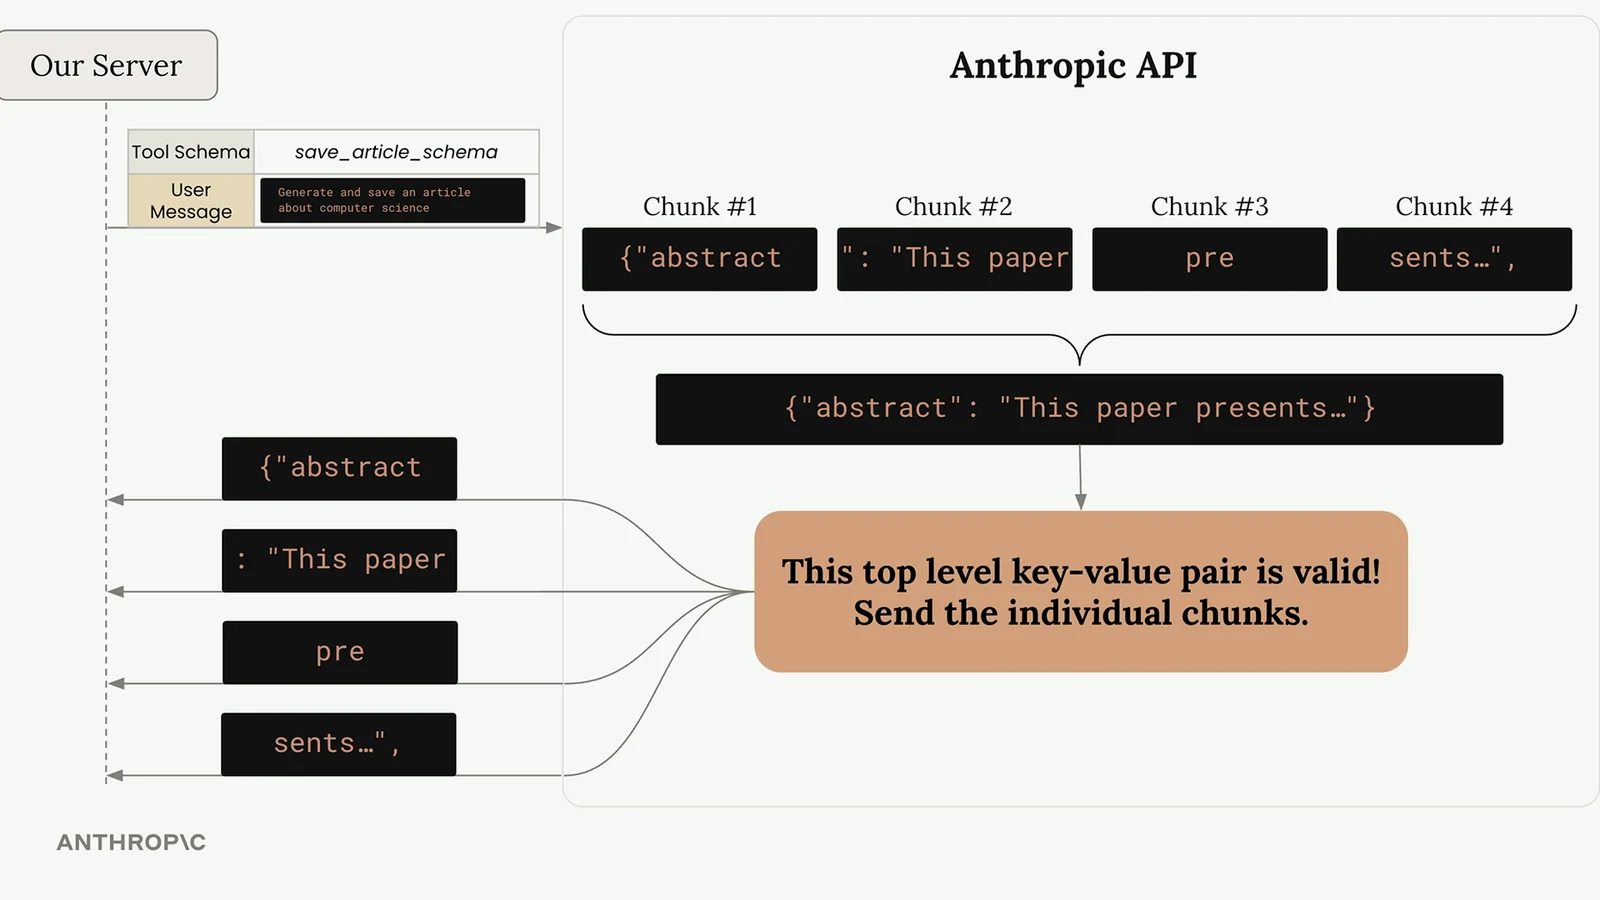 Our Server
Anthropic API
Tool Schema
save_article_schema
User
Message
Generate and save an article
about computer science
Chunk #1
Chunk #2
Chunk #3
Chunk #4
{"abstract
": "This paper
pre
sents…",
{"abstract": "This paper presents…"}
This top level key-value pair is valid!
Send the individual chunks.
{"abstract
: "This paper
pre
sents…",
ANTHROP\C